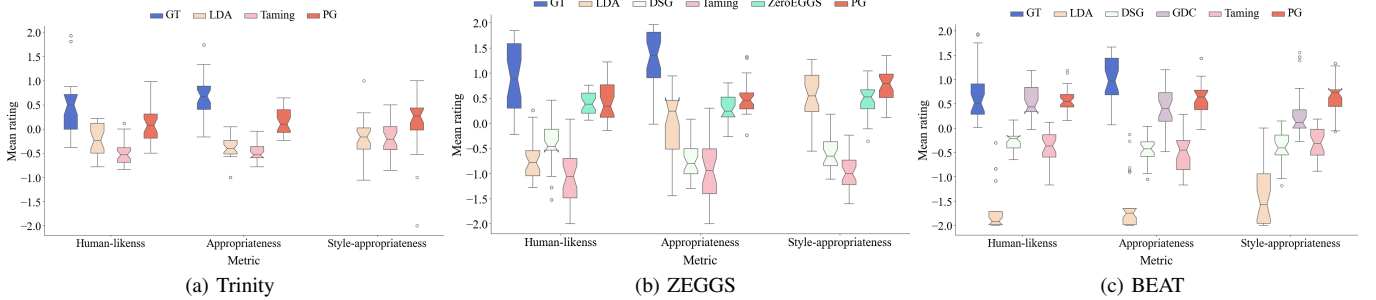 GT LDA Taming PG
Mean rating
2.0
1.5
1.0
0.5
0.0
−0.5
−1.0
−1.5
−2.0
Human-likenss Appropriateness Style-appropriateness
Metric
(a) Trinity
GT LDA DSG Taming ZeroEGGS PG
Mean rating
2.0
1.5
1.0
0.5
0.0
−0.5
−1.0
−1.5
−2.0
Human-likenss Appropriateness Style-appropriateness
Metric
(b) ZEGGS
GT LDA DSG GDC Taming PG
Mean rating
2.0
1.5
1.0
0.5
0.0
−0.5
−1.0
−1.5
−2.0
Human-likenss Appropriateness Style-appropriateness
Metric
(c) BEAT